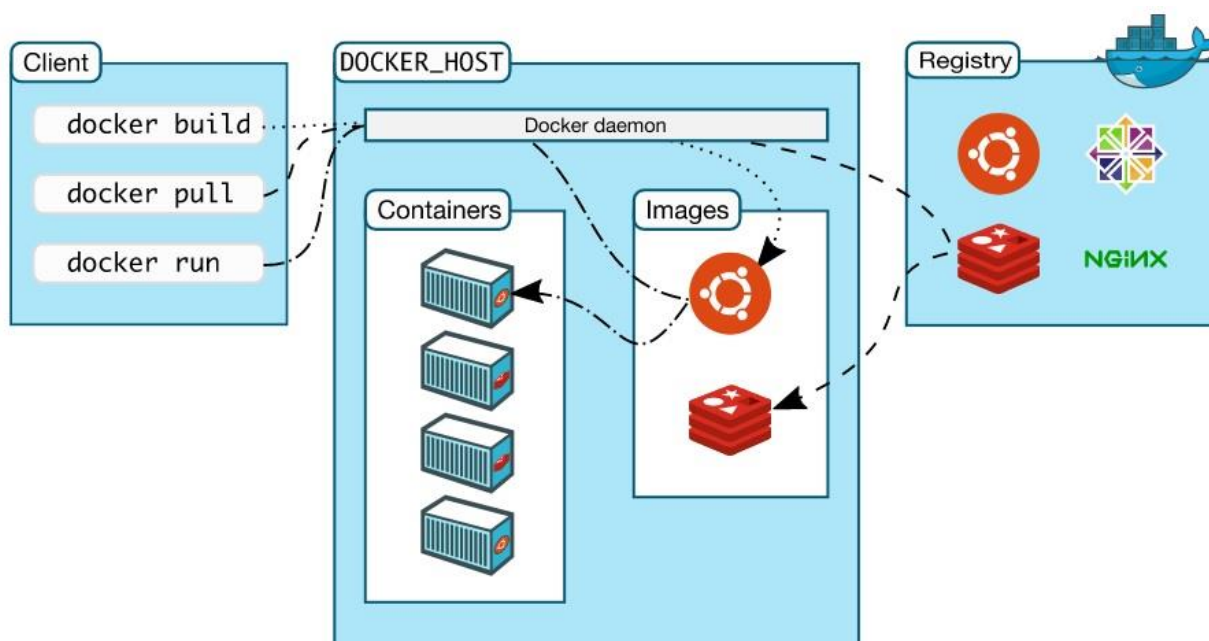 Client
docker build
docker pull
docker run
DOCKER_HOST
Docker daemon
Containers
Images
Registry
NGiNX